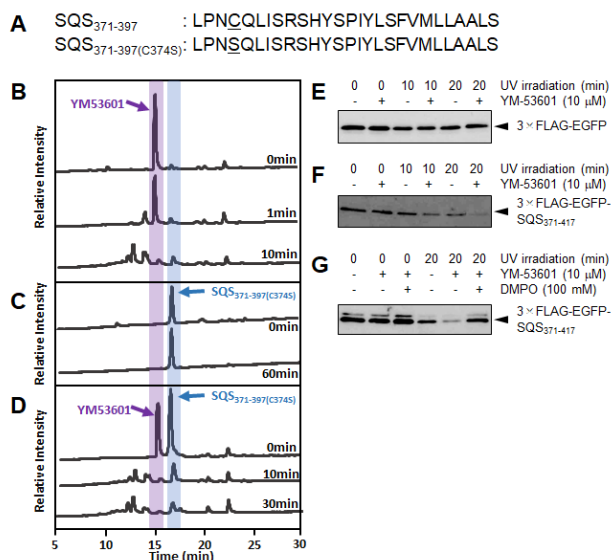 A
SQS371-397 : LPNCQLISRSHYSPIYLSFVMLLAALS
SQS371-397(C374S): LPNSQLISRSHYSPIYLSFVMLLAALS
B
Relative Intensity
YM53601
0min
1min
10min
C
Relative Intensity
SQS371-397(C374S)
0min
60min
D
Relative Intensity
SQS371-397(C374S)
YM53601
0min
10min
30min
5 10 15 20 25 30
Time (min)
E
0 0 10 10 20 20 UV irradiation (min)
- + - + - + YM-53601 (10 µM)
3×FLAG-EGFP
F
0 0 10 10 20 20 UV irradiation (min)
- + - + - + YM-53601 (10 µM)
3×FLAG-EGFP-
SQS371-417
G
0 0 0 20 20 20 UV irradiation (min)
- + + - + + YM-53601 (10 µM)
- - + - - + DMPO (100 mM)
3×FLAG-EGFP-
SQS371-417